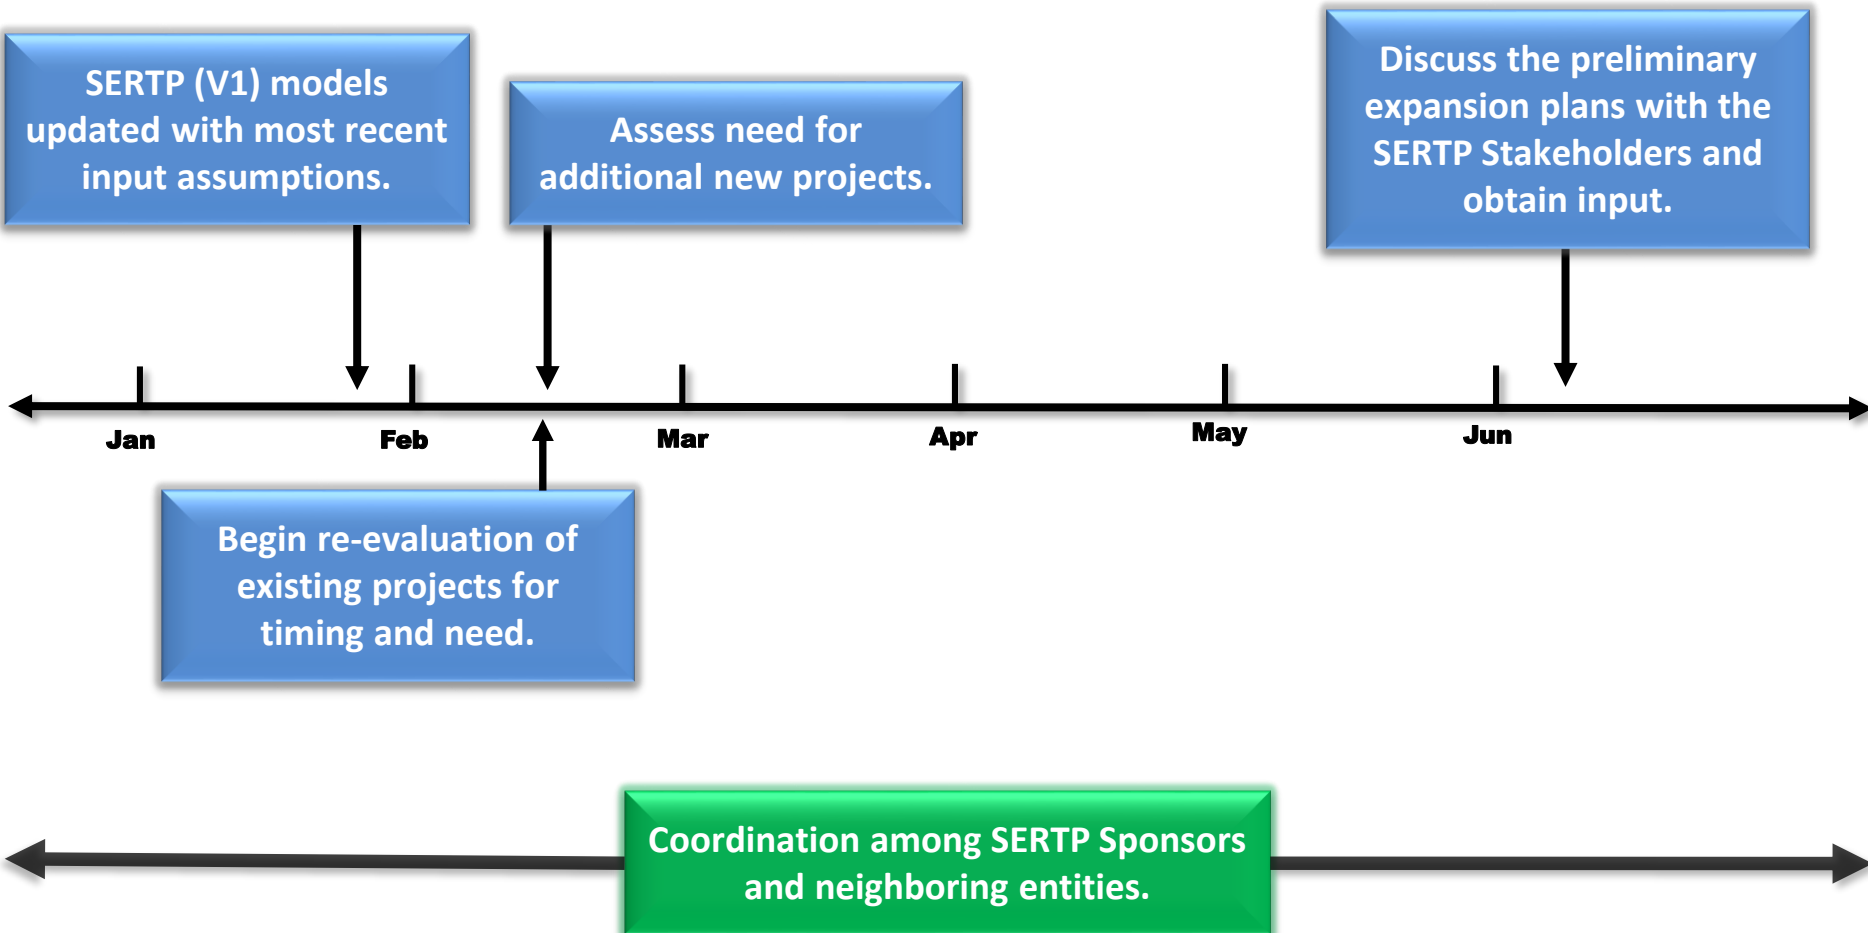 SERTP (V1) models
updated with most recent
input assumptions.
Assess need for
additional new projects.
Discuss the preliminary
expansion plans with the
SERTP Stakeholders and
obtain input.
Jan
Feb
Mar
Apr
May
Jun
Begin re-evaluation of
existing projects for
timing and need.
Coordination among SERTP Sponsors
and neighboring entities.